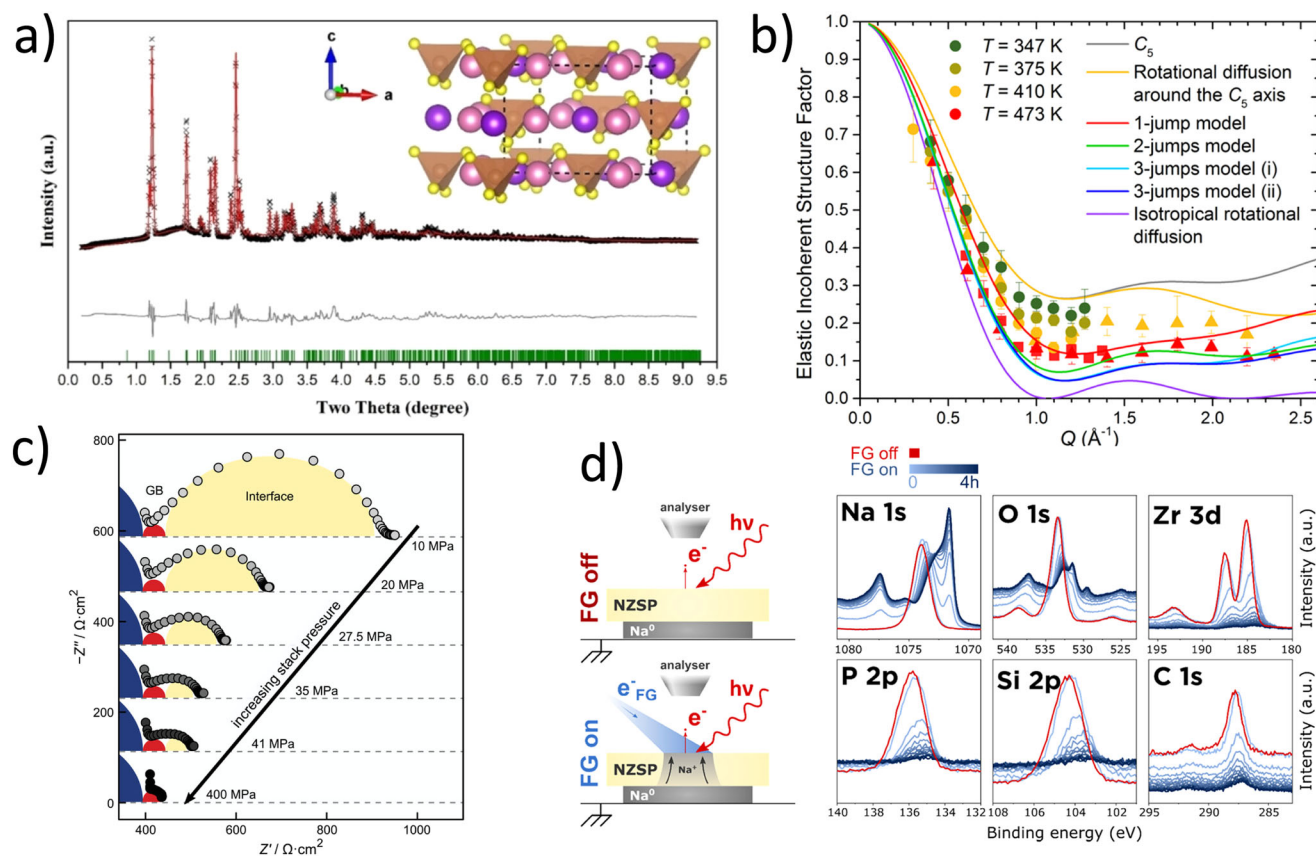 a)
c
b
a
Intensity (a.u.)
0.0 0.5 1.0 1.5 2.0 2.5 3.0 3.5 4.0 4.5 5.0 5.5 6.0 6.5 7.0 7.5 8.0 8.5 9.0 9.5
Two Theta (degree)
b)
Elastic Incoherent Structure Factor
1.0
0.9
0.8
0.7
0.6
0.5
0.4
0.3
0.2
0.1
0.0
T = 347 K
T = 375 K
T = 410 K
T = 473 K
C5
Rotational diffusion
around the C5 axis
1-jump model
2-jumps model
3-jumps model (i)
3-jumps model (ii)
Isotropical rotational
diffusion
0.0 0.5 1.0 1.5 2.0 2.5
Q (Å⁻¹)
c)
−Z'' / Ω·cm²
800
600
400
200
0
GB
Interface
10 MPa
20 MPa
27.5 MPa
35 MPa
41 MPa
400 MPa
increasing stack pressure
400 600 800 1000
Z' / Ω·cm²
d)
FG off
analyser
hν
e⁻
NZSP
Na⁰
FG on
e⁻FG
analyser
hν
e⁻
NZSP
Na⁺
Na⁰
FG off
FG on
0 4h
Na 1s
1080 1075 1070
O 1s
540 535 530 525
Zr 3d
195 190 185 180
Intensity (a.u.)
P 2p
140 138 136 134 132
Si 2p
108 106 104 102
C 1s
295 290 285
Intensity (a.u.)
Binding energy (eV)